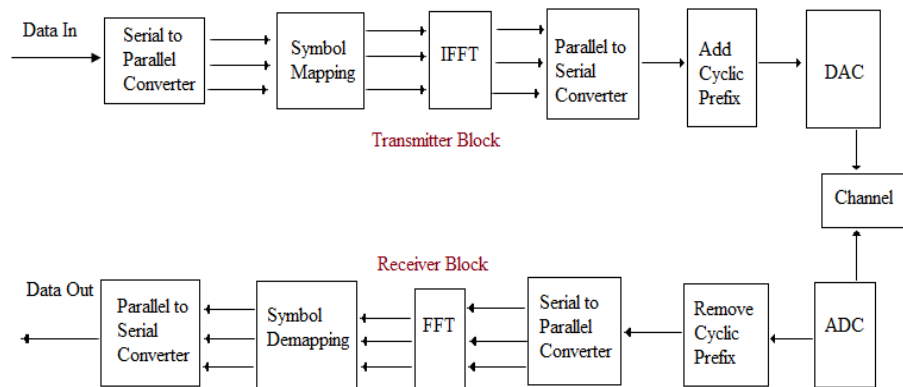 Data In
Serial to
Parallel
Converter
Symbol
Mapping
IFFT
Parallel to
Serial
Converter
Add
Cyclic
Prefix
DAC
Transmitter Block
Channel
Receiver Block
Data Out
Parallel to
Serial
Converter
Symbol
Demapping
FFT
Serial to
Parallel
Converter
Remove
Cyclic
Prefix
ADC